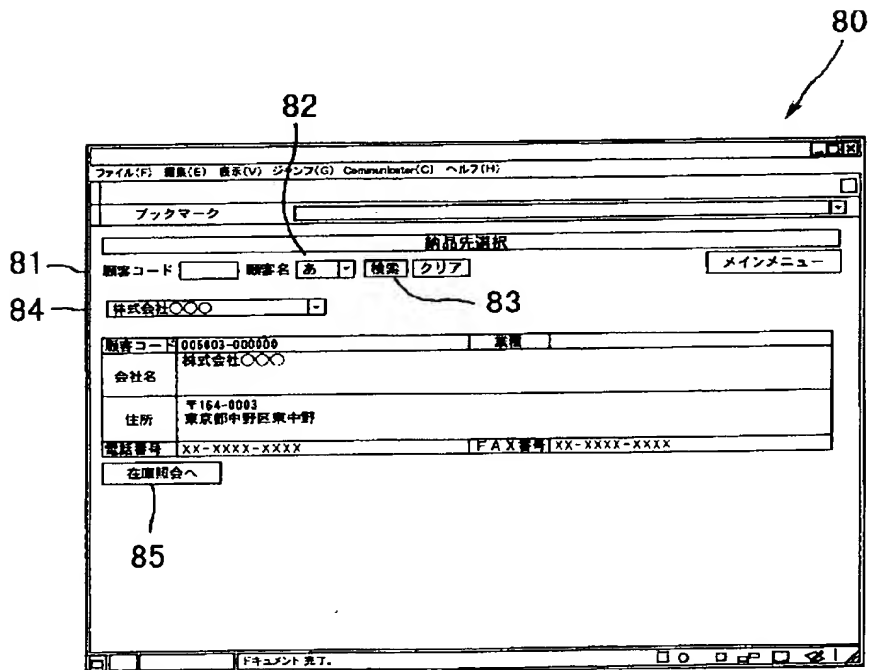 80
82
ファイル(F) 編集(E) 表示(V) ジャンプ(G) Communicator(C) ヘルプ(H)
ブックマーク
納品先選択
81 顧客コード 顧客名 あ 検索 クリア メインメニュー
83
84 株式会社○○○
顧客コード 005603-000000 業種
会社名 株式会社○○○
住所 〒164-0003
東京都中野区東中野
電話番号 XX-XXXX-XXXX FAX番号 XX-XXXX-XXXX
在庫照会へ
85
ドキュメント 完了。